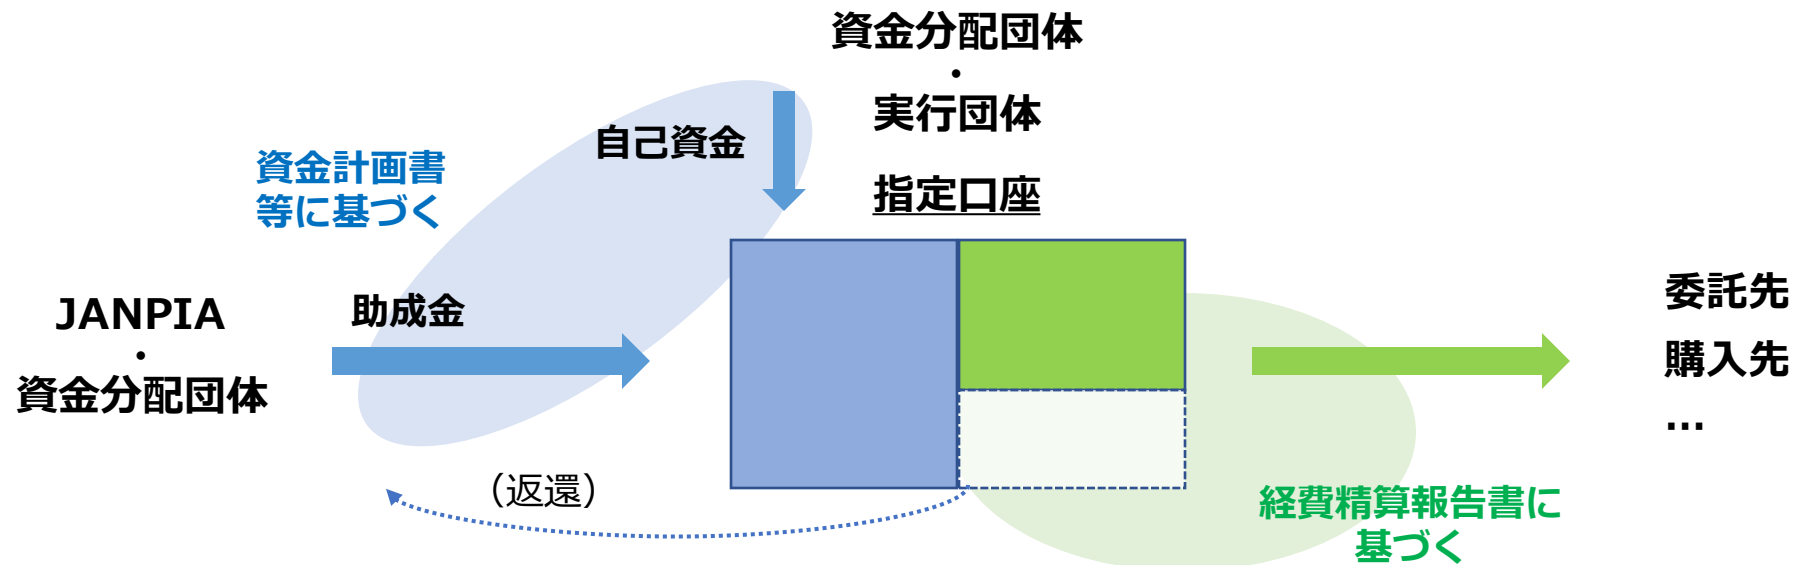 資金分配団体
・
実行団体
指定口座
自己資金
資金計画書
等に基づく
JANPIA
・
資金分配団体
助成金
（返還）
委託先
購入先
…
経費精算報告書に
基づく